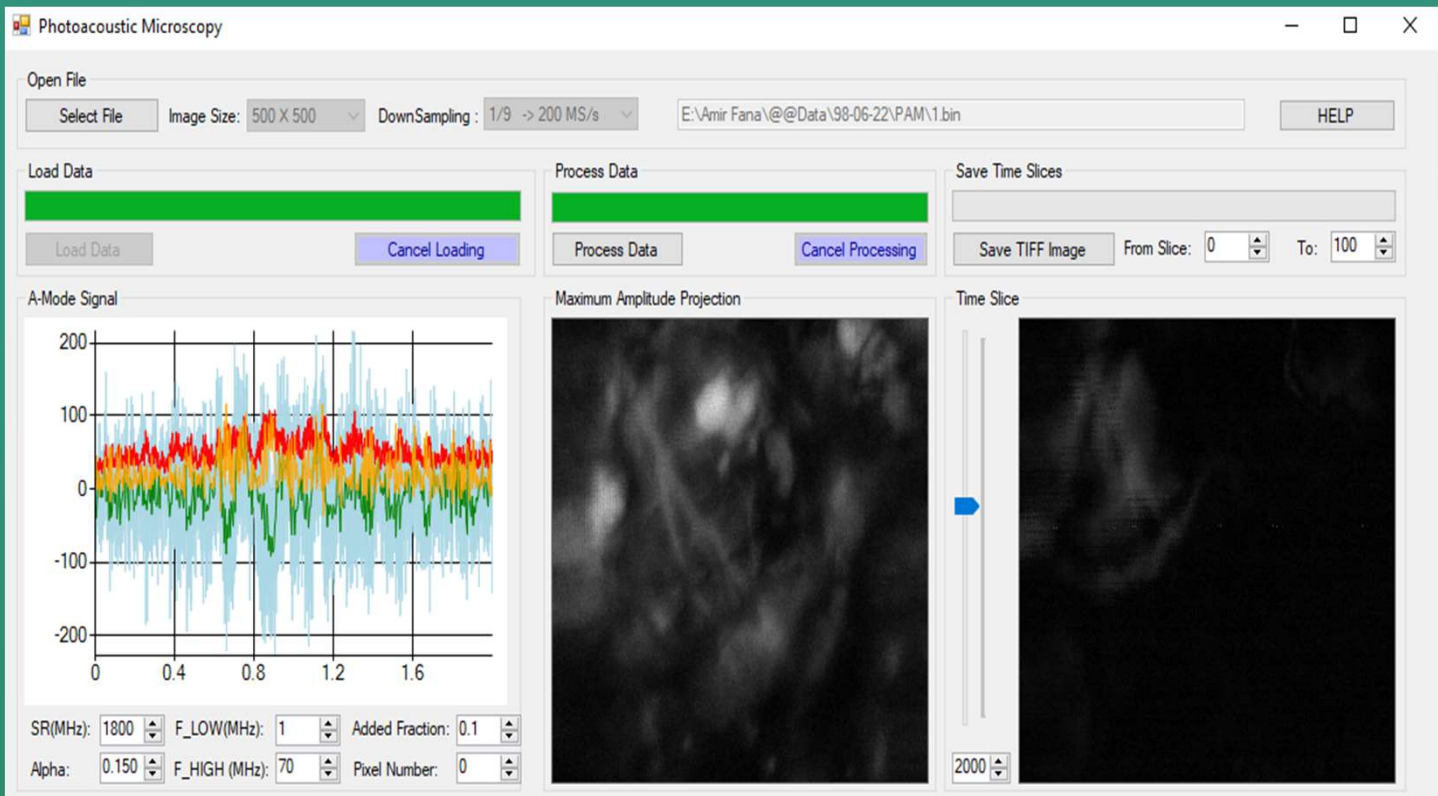 Photoacoustic Microscopy
Open File
Select File Image Size: 500 X 500 DownSampling : 1/9 -> 200 MS/s E:\Amir Fana\@@Data\98-06-22\PAM\1.bin HELP
Load Data
Load Data Cancel Loading
Process Data
Process Data Cancel Processing
Save Time Slices
Save TIFF Image From Slice: 0 To: 100
A-Mode Signal
200
100
0
-100
-200
0 0.4 0.8 1.2 1.6
SR(MHz): 1800 F_LOW(MHz): 1 Added Fraction: 0.1
Alpha: 0.150 F_HIGH (MHz): 70 Pixel Number: 0
Maximum Amplitude Projection
Time Slice
2000